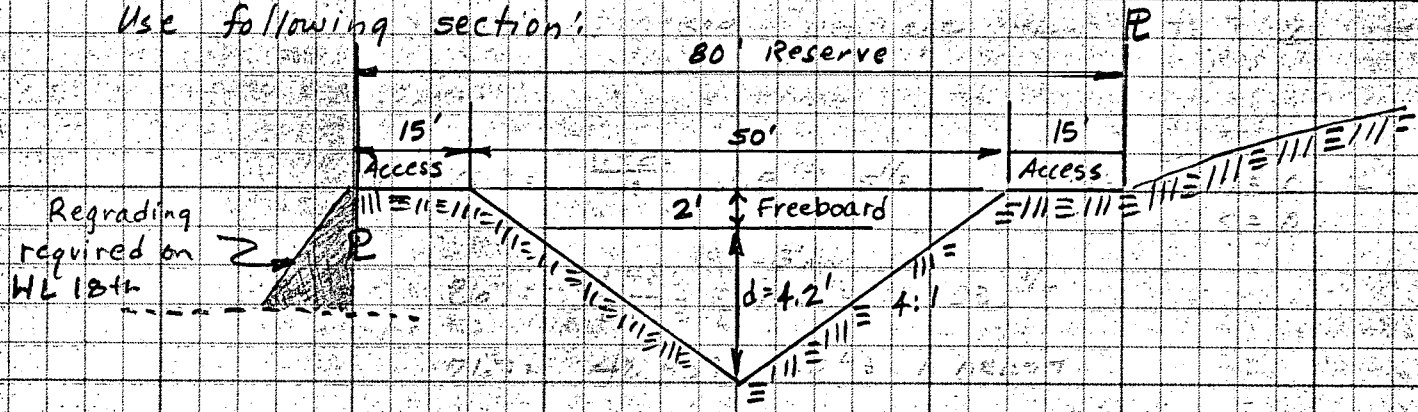 Use following section:
80' Reserve
15'
50'
15'
Access
Access
2' Freeboard
Regrading
required on
WL 18th
d=4.2'
4:1